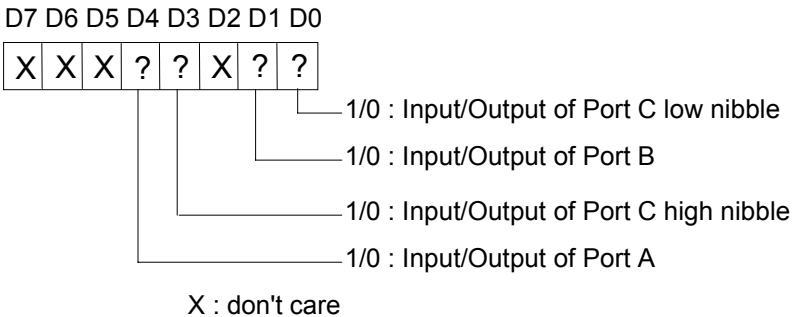 D7 D6 D5 D4 D3 D2 D1 D0
X X X ? ? X ? ?
1/0 : Input/Output of Port C low nibble
1/0 : Input/Output of Port B
1/0 : Input/Output of Port C high nibble
1/0 : Input/Output of Port A
X : don't care